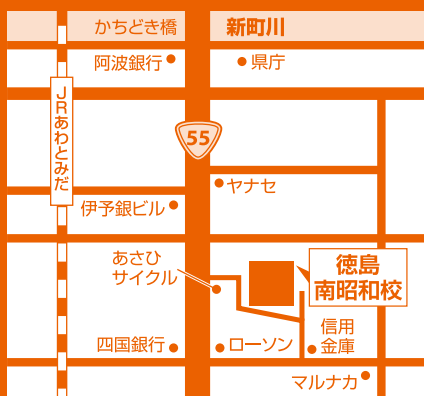 かちどき橋
新町川
阿波銀行
県庁
JRあわとみだ
55
ヤナセ
伊予銀ビル
あさひ
サイクル
徳島
南昭和校
信用
金庫
四国銀行
ローソン
マルナカ